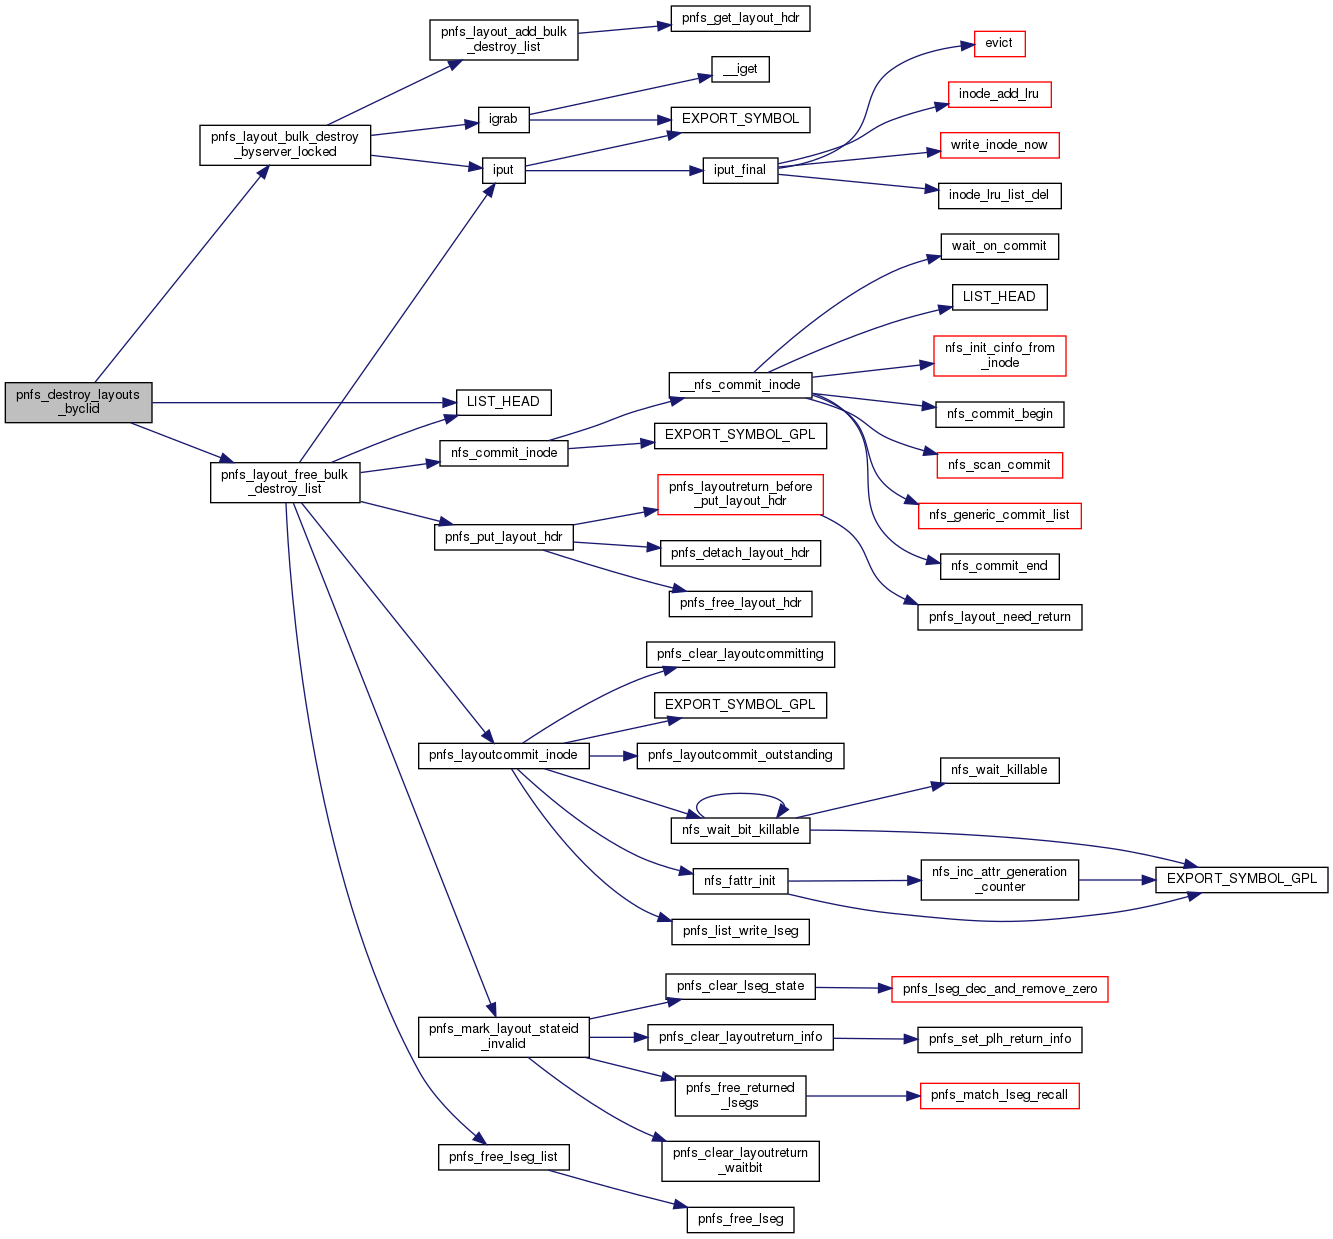 pnfs_destroy_layouts
_byclid
pnfs_layout_bulk_destroy
_byserver_locked
pnfs_layout_free_bulk
_destroy_list
pnfs_layout_add_bulk
_destroy_list
igrab
iput
LIST_HEAD
nfs_commit_inode
pnfs_put_layout_hdr
pnfs_layoutcommit_inode
pnfs_mark_layout_stateid
_invalid
pnfs_free_lseg_list
pnfs_get_layout_hdr
__iget
EXPORT_SYMBOL
iput_final
__nfs_commit_inode
EXPORT_SYMBOL_GPL
pnfs_layoutreturn_before
_put_layout_hdr
pnfs_detach_layout_hdr
pnfs_free_layout_hdr
pnfs_clear_layoutcommitting
EXPORT_SYMBOL_GPL
pnfs_layoutcommit_outstanding
nfs_wait_bit_killable
nfs_fattr_init
pnfs_list_write_lseg
pnfs_clear_lseg_state
pnfs_clear_layoutreturn_info
pnfs_free_returned
_lsegs
pnfs_clear_layoutreturn
_waitbit
pnfs_free_lseg
evict
inode_add_lru
write_inode_now
inode_lru_list_del
wait_on_commit
LIST_HEAD
nfs_init_cinfo_from
_inode
nfs_commit_begin
nfs_scan_commit
nfs_generic_commit_list
nfs_commit_end
pnfs_layout_need_return
nfs_wait_killable
nfs_inc_attr_generation
_counter
EXPORT_SYMBOL_GPL
pnfs_lseg_dec_and_remove_zero
pnfs_set_plh_return_info
pnfs_match_lseg_recall